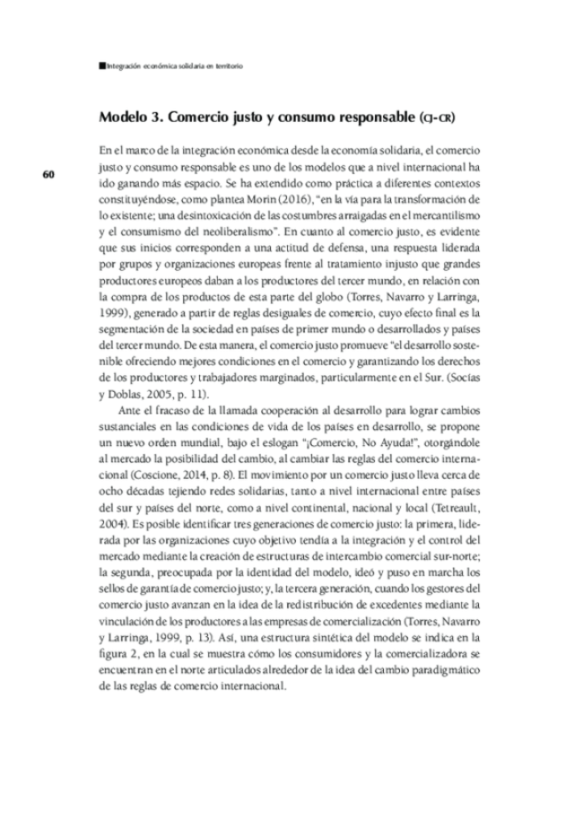 Integración económica solidaria en territorio
Modelo 3. Comercio justo y consumo responsable (CJ-CR)
60
En el marco de la integración económica desde la economía solidaria, el comercio
justo y consumo responsable es uno de los modelos que a nivel internacional ha
ido ganando más espacio. Se ha extendido como práctica a diferentes contextos
constituyéndose, como plantea Morin (2016), “en la vía para la transformación de
lo existente; una desintoxicación de las costumbres arraigadas en el mercantilismo
y el consumismo del neoliberalismo”. En cuanto al comercio justo, es evidente
que sus inicios corresponden a una actitud de defensa, una respuesta liderada
por grupos y organizaciones europeas frente al tratamiento injusto que grandes
productores europeos daban a los productores del tercer mundo, en relación con
la compra de los productos de esta parte del globo (Torres, Navarro y Larringa,
1999), generado a partir de reglas desiguales de comercio, cuyo efecto final es la
segmentación de la sociedad en países de primer mundo o desarrollados y países
del tercer mundo. De esta manera, el comercio justo promueve “el desarrollo soste-
nible ofreciendo mejores condiciones en el comercio y garantizando los derechos
de los productores y trabajadores marginados, particularmente en el Sur. (Socías
y Doblas, 2005, p. 11).
Ante el fracaso de la llamada cooperación al desarrollo para lograr cambios
sustanciales en las condiciones de vida de los países en desarrollo, se propone
un nuevo orden mundial, bajo el eslogan “¡Comercio, No Ayuda!”, otorgándole
al mercado la posibilidad del cambio, al cambiar las reglas del comercio interna-
cional (Coscione, 2014, p. 8). El movimiento por un comercio justo lleva cerca de
ocho décadas tejiendo redes solidarias, tanto a nivel internacional entre países
del sur y países del norte, como a nivel continental, nacional y local (Tetreault,
2004). Es posible identificar tres generaciones de comercio justo: la primera, lide-
rada por las organizaciones cuyo objetivo tendía a la integración y el control del
mercado mediante la creación de estructuras de intercambio comercial sur-norte;
la segunda, preocupada por la identidad del modelo, ideó y puso en marcha los
sellos de garantía de comercio justo; y, la tercera generación, cuando los gestores del
comercio justo avanzan en la idea de la redistribución de excedentes mediante la
vinculación de los productores a las empresas de comercialización (Torres, Navarro
y Larringa, 1999, p. 13). Así, una estructura sintética del modelo se indica en la
figura 2, en la cual se muestra cómo los consumidores y la comercializadora se
encuentran en el norte articulados alrededor de la idea del cambio paradigmático
de las reglas de comercio internacional.